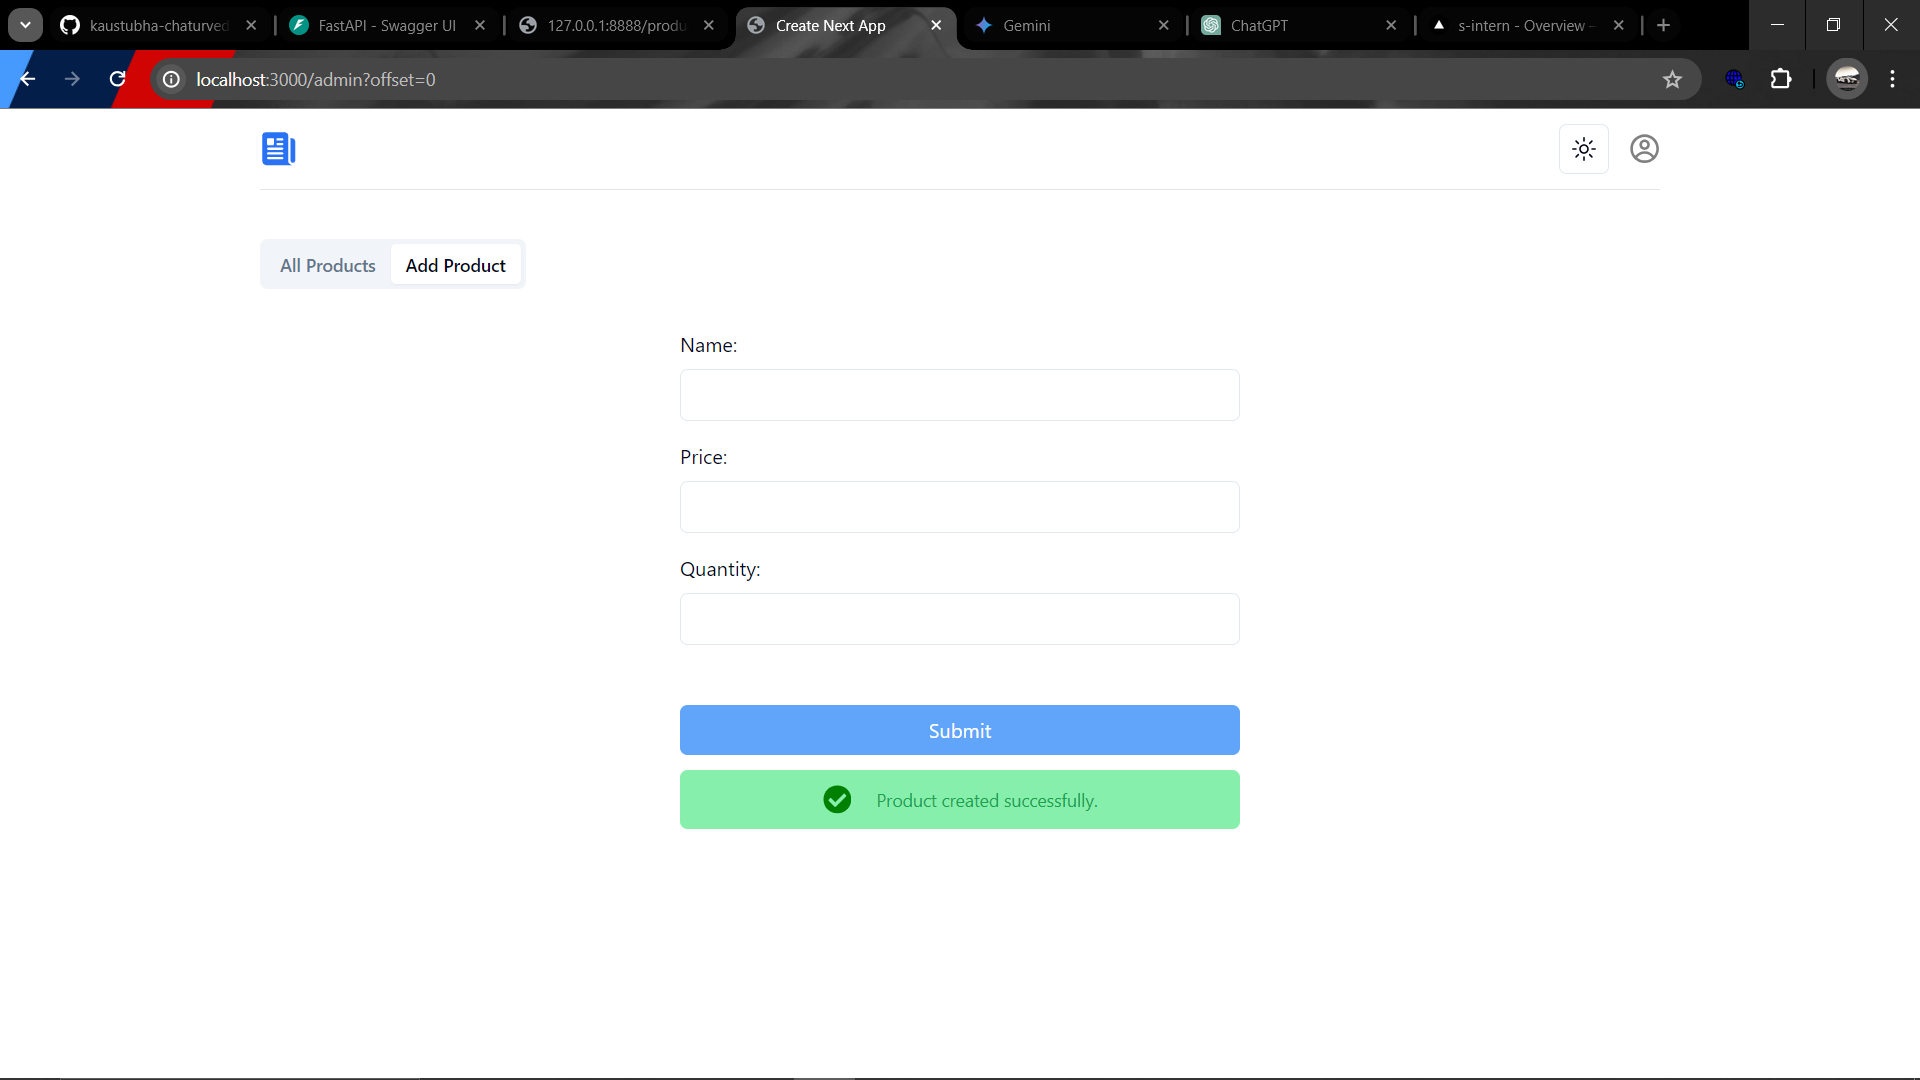 kaustubha-chaturved
FastAPI - Swagger UI
127.0.0.1:8888/produ
Create Next App
Gemini
ChatGPT
s-intern - Overview -
localhost:3000/admin?offset=0
All Products
Add Product
Name:
Price:
Quantity:
Submit
Product created successfully.